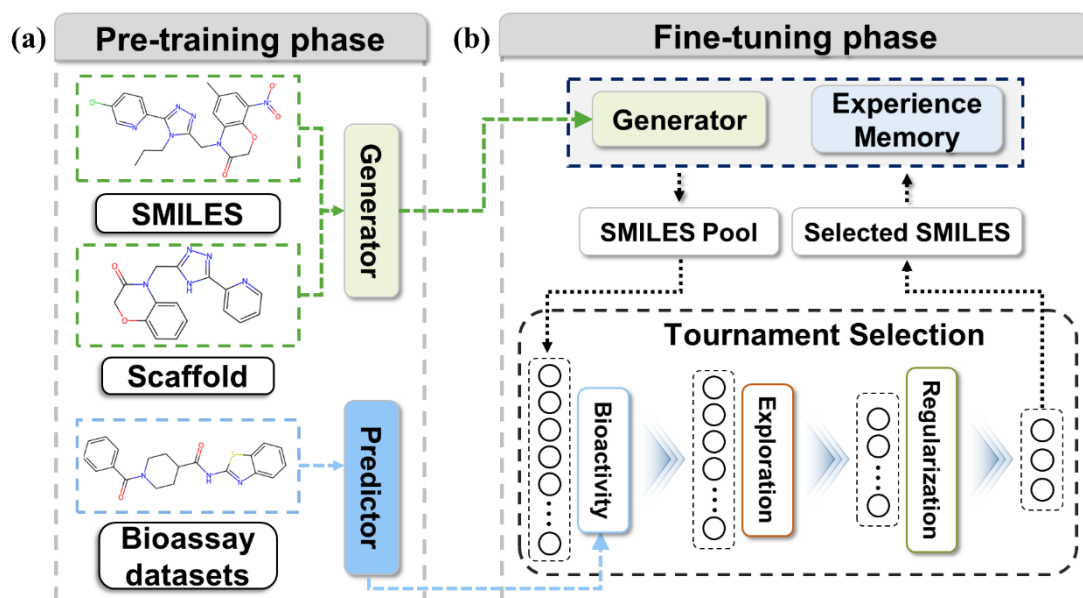 (a)
Pre-training phase
SMILES
Scaffold
Bioassay
datasets
Generator
Predictor
(b)
Fine-tuning phase
Generator
Experience
Memory
SMILES Pool
Selected SMILES
Tournament Selection
Bioactivity
Exploration
Regularization